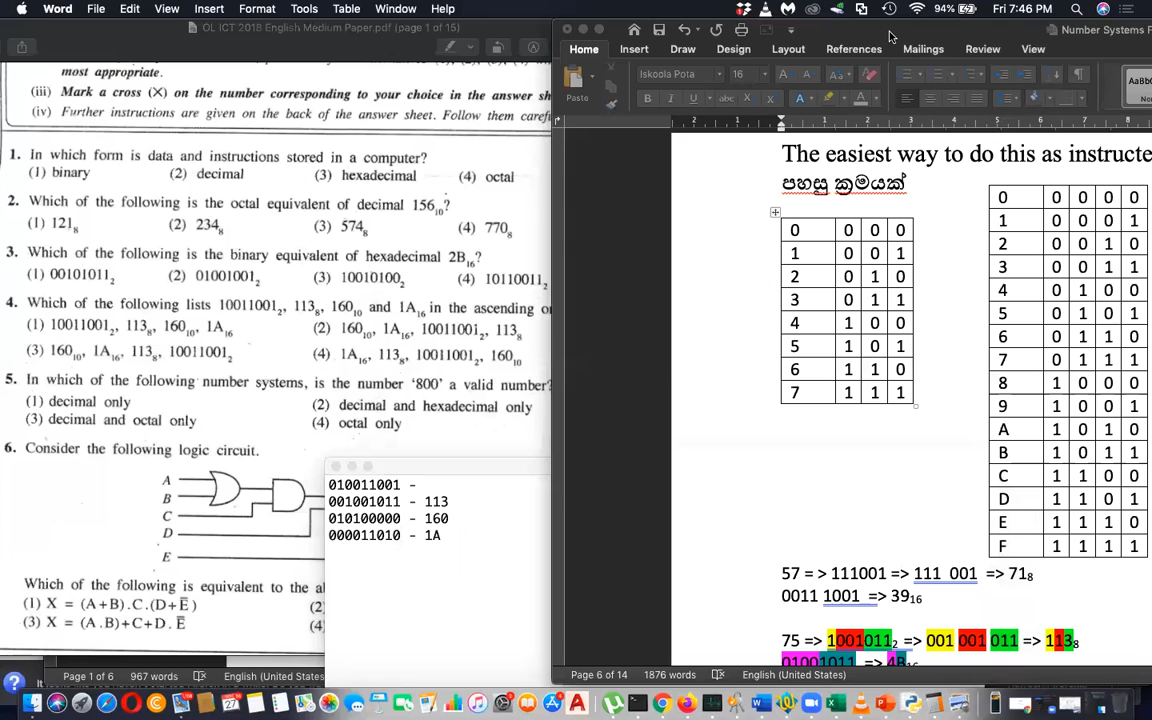 Word File Edit View Insert Format Tools Table Window Help 94% Fri 7:46 PM
OL ICT 2018 English Medium Paper.pdf (page 1 of 15)
most appropriate.
(iii) Mark a cross (X) on the number corresponding to your choice in the answer sh
(iv) Further instructions are given on the back of the answer sheet. Follow them caref
1. In which form is data and instructions stored in a computer?
(1) binary (2) decimal (3) hexadecimal (4) octal
2. Which of the following is the octal equivalent of decimal 156₁₀?
(1) 121₈ (2) 234₈ (3) 574₈ (4) 770₈
3. Which of the following is the binary equivalent of hexadecimal 2B₁₆?
(1) 00101011₂ (2) 01001001₂ (3) 10010100₂ (4) 10110011₂
4. Which of the following lists 10011001₂, 113₈, 160₁₀ and 1A₁₆ in the ascending o
(1) 10011001₂, 113₈, 160₁₀, 1A₁₆ (2) 160₁₀, 1A₁₆, 10011001₂, 113₈
(3) 160₁₀, 1A₁₆, 113₈, 10011001₂ (4) 1A₁₆, 113₈, 10011001₂, 160₁₀
5. In which of the following number systems, is the number '800' a valid number?
(1) decimal only (2) decimal and hexadecimal only
(3) decimal and octal only (4) octal only
6. Consider the following logic circuit.
A
B
C
D
E
Which of the following is equivalent to the a
(1) X = (A+B).C.(D+E̅) (2)
(3) X = (A.B)+C+D.E̅ (4)
010011001 -
001001011 - 113
010100000 - 160
000011010 - 1A
Page 1 of 6 967 words English (United States)
Number Systems F
Home Insert Draw Design Layout References Mailings Review View
Paste Iskoola Pota 16 AaBb
2 1 1 2 3 4 5 6 7 8
The easiest way to do this as instructe
පහසු ක්‍රමයක්
0 0 0 0
1 0 0 1
2 0 1 0
3 0 1 1
4 1 0 0
5 1 0 1
6 1 1 0
7 1 1 1
0 0 0 0 0
1 0 0 0 1
2 0 0 1 0
3 0 0 1 1
4 0 1 0 0
5 0 1 0 1
6 0 1 1 0
7 0 1 1 1
8 1 0 0 0
9 1 0 0 1
A 1 0 1 0
B 1 0 1 1
C 1 1 0 0
D 1 1 0 1
E 1 1 1 0
F 1 1 1 1
57 = > 111001 => 111 001 => 71₈
0011 1001 => 39₁₆
75 => 1001011₂ => 001 001 011 => 113₈
01001011 => 4B₁₆
Page 6 of 14 1876 words English (United States)